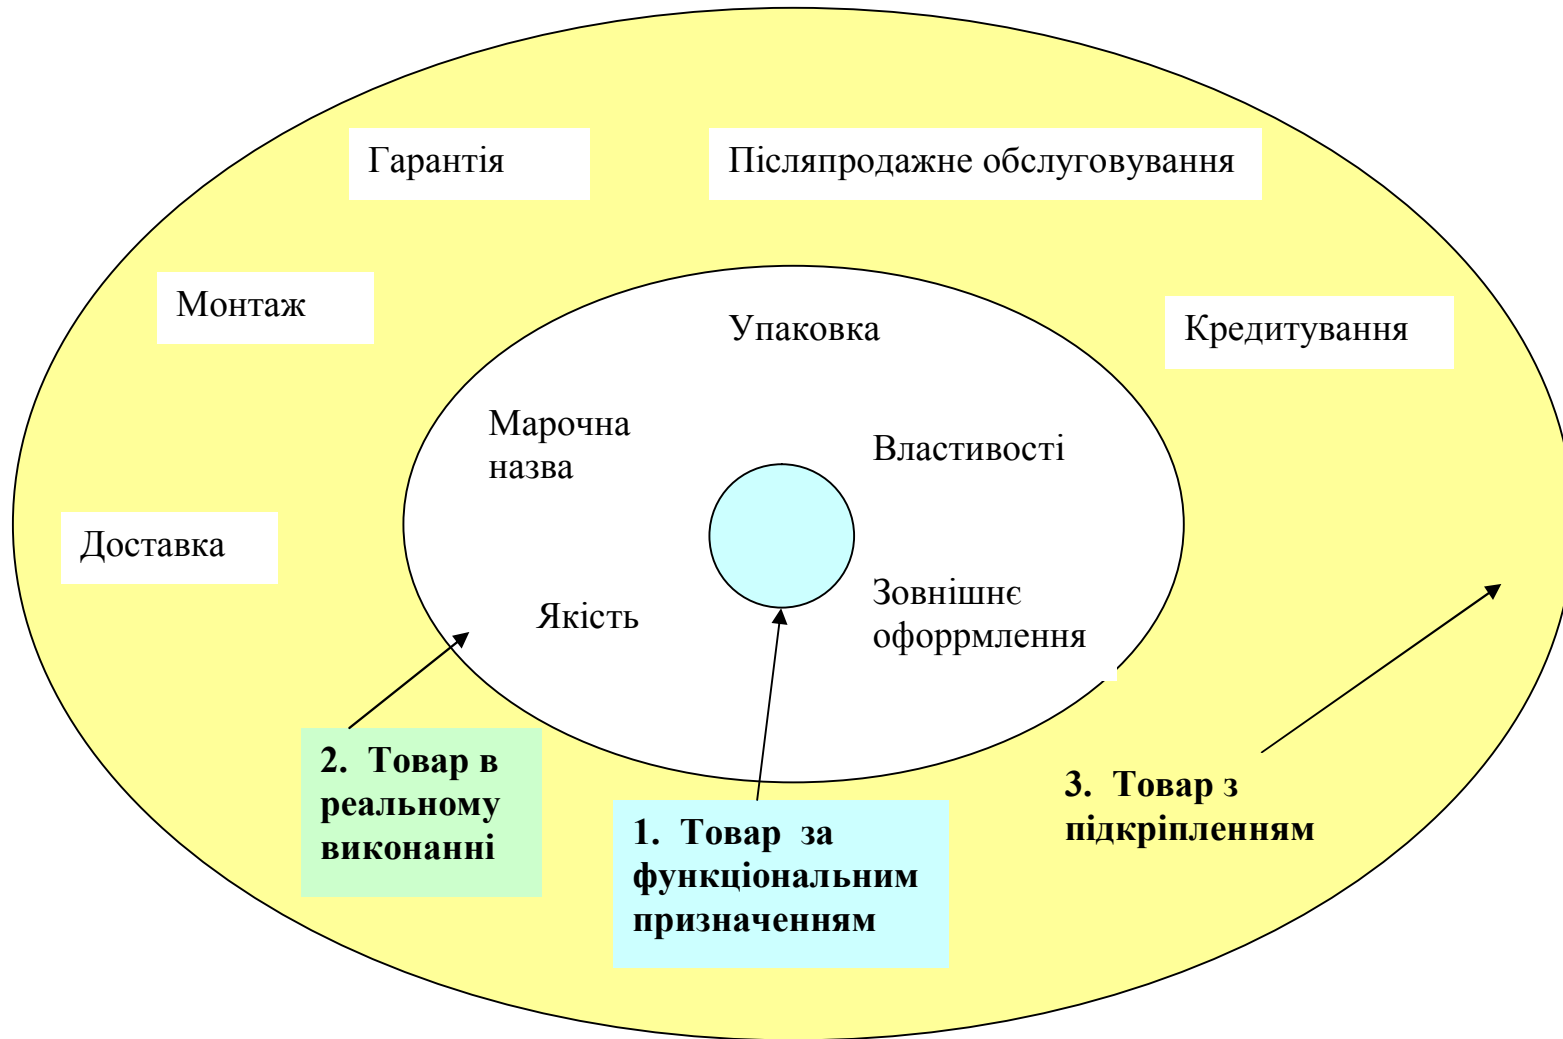 Гарантія
Післяпродажне обслуговування
Монтаж
Кредитування
Упаковка
Марочна
назва
Властивості
Доставка
Якість
Зовнішнє
офоррмлення
2. Товар в
реальному
виконанні
1. Товар за
функціональним
призначенням
3. Товар з
підкріпленням